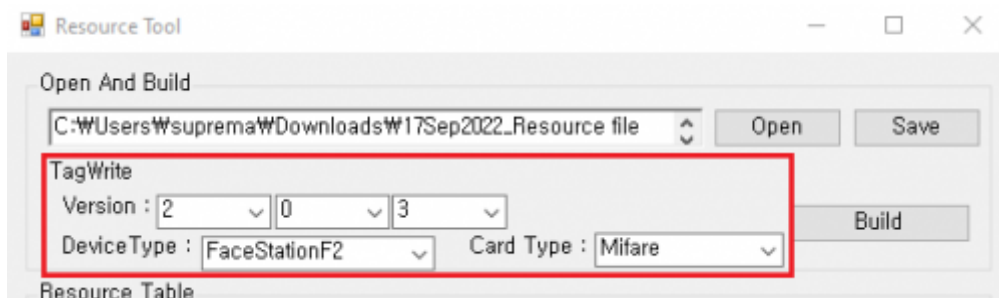 Resource Tool
Open And Build
C:₩Users₩suprema₩Downloads₩17Sep2022_Resource file
Open
Save
TagWrite
Version : 2 0 3
Build
DeviceType : FaceStationF2 Card Type : Mifare
Resource Table